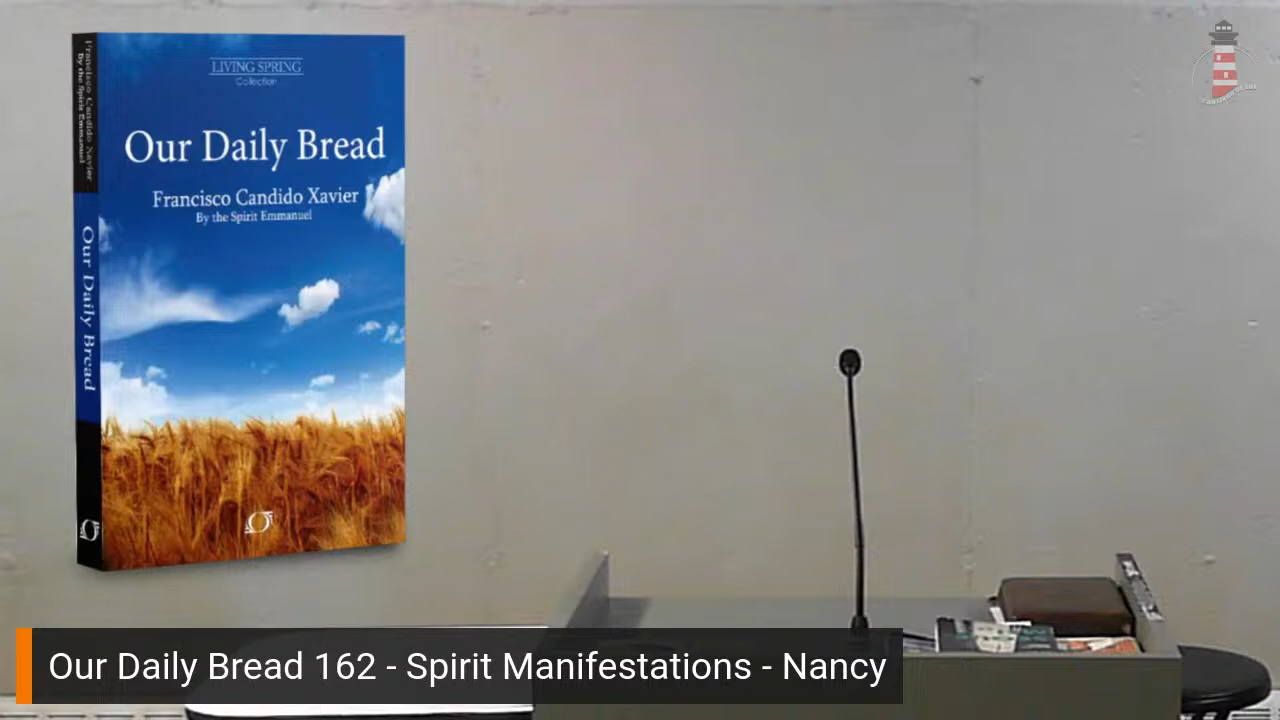 LIVING SPRING
Collection
Our Daily Bread
Francisco Candido Xavier
By the Spirit Emmanuel
Francisco Candido Xavier
By the Spirit Emmanuel
Our Daily Bread
Our Daily Bread 162 - Spirit Manifestations - Nancy